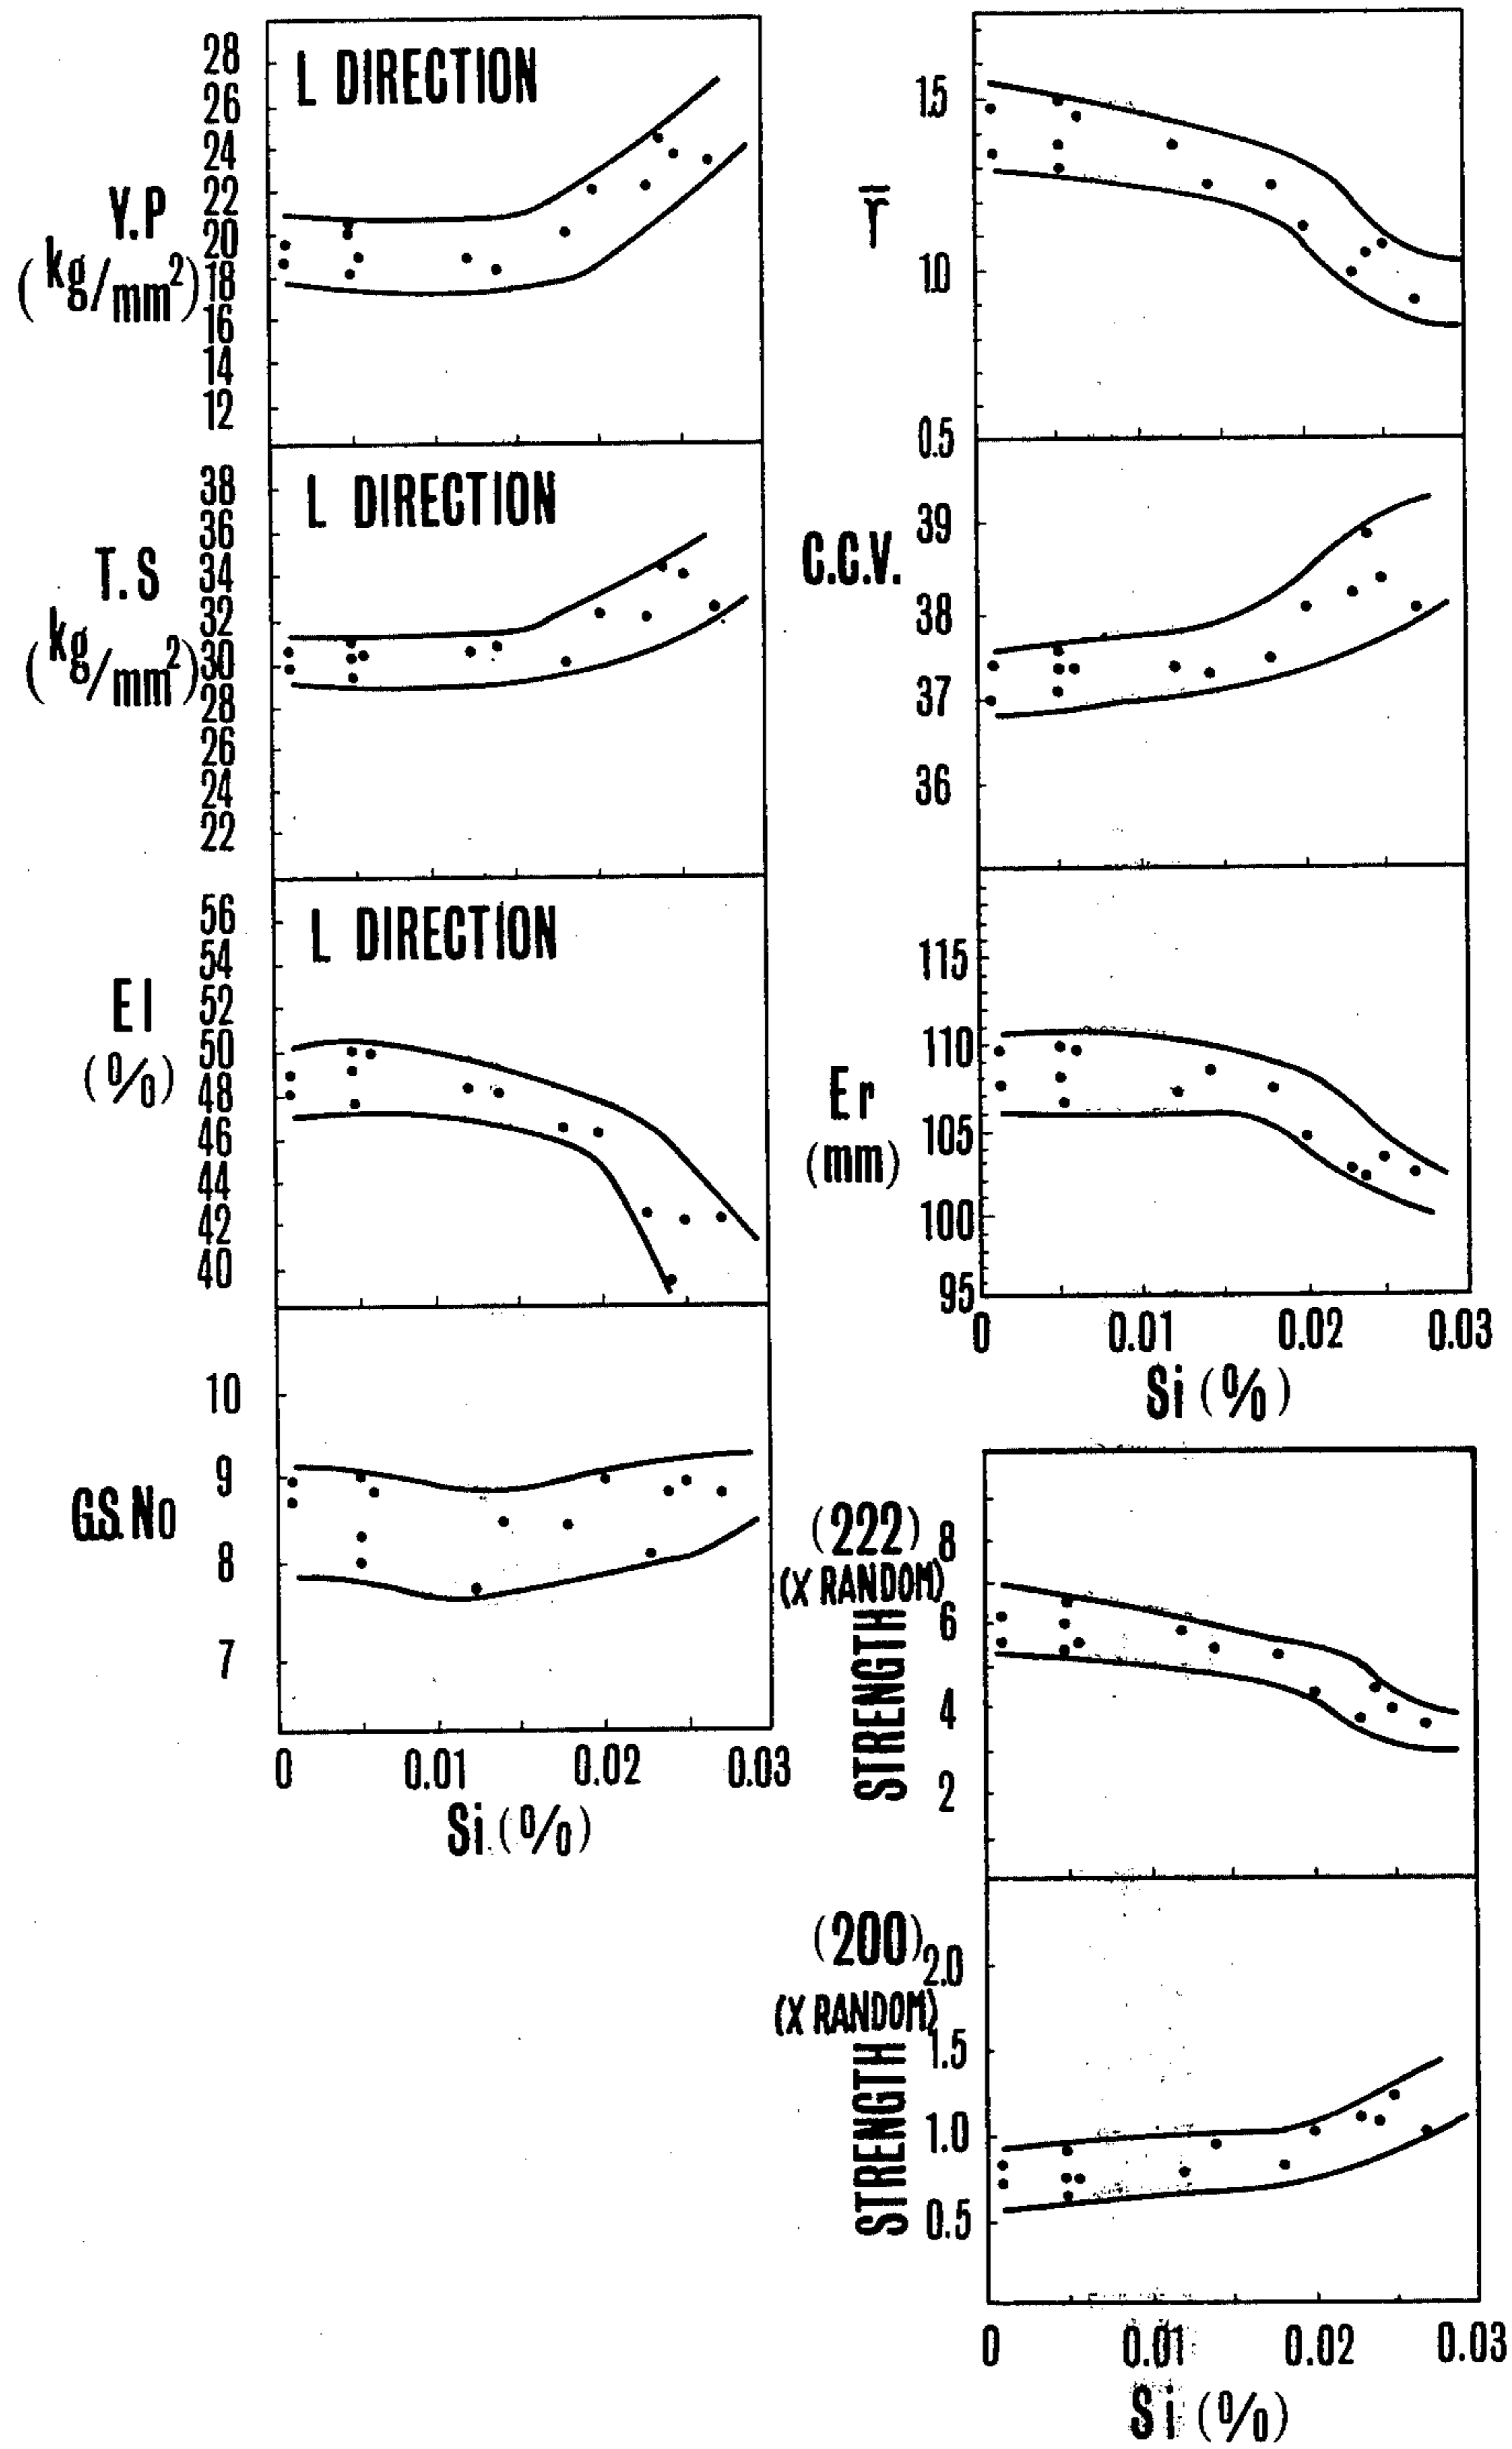 L DIRECTION
Y.P
(kg/mm²)
28
26
24
22
20
18
16
14
12
L DIRECTION
T.S
(kg/mm²)
38
36
34
32
30
28
26
24
22
L DIRECTION
El
(%)
56
54
52
50
48
46
44
42
40
G.S.No
10
9
8
7
0 0.01 0.02 0.03
Si (%)
r̄
1.5
1.0
0.5
C.C.V.
39
38
37
36
Er
(mm)
115
110
105
100
95
0 0.01 0.02 0.03
Si (%)
(222)
(X RANDOM)
STRENGTH
8
6
4
2
(200)
(X RANDOM)
STRENGTH
2.0
1.5
1.0
0.5
0 0.01 0.02 0.03
Si (%)